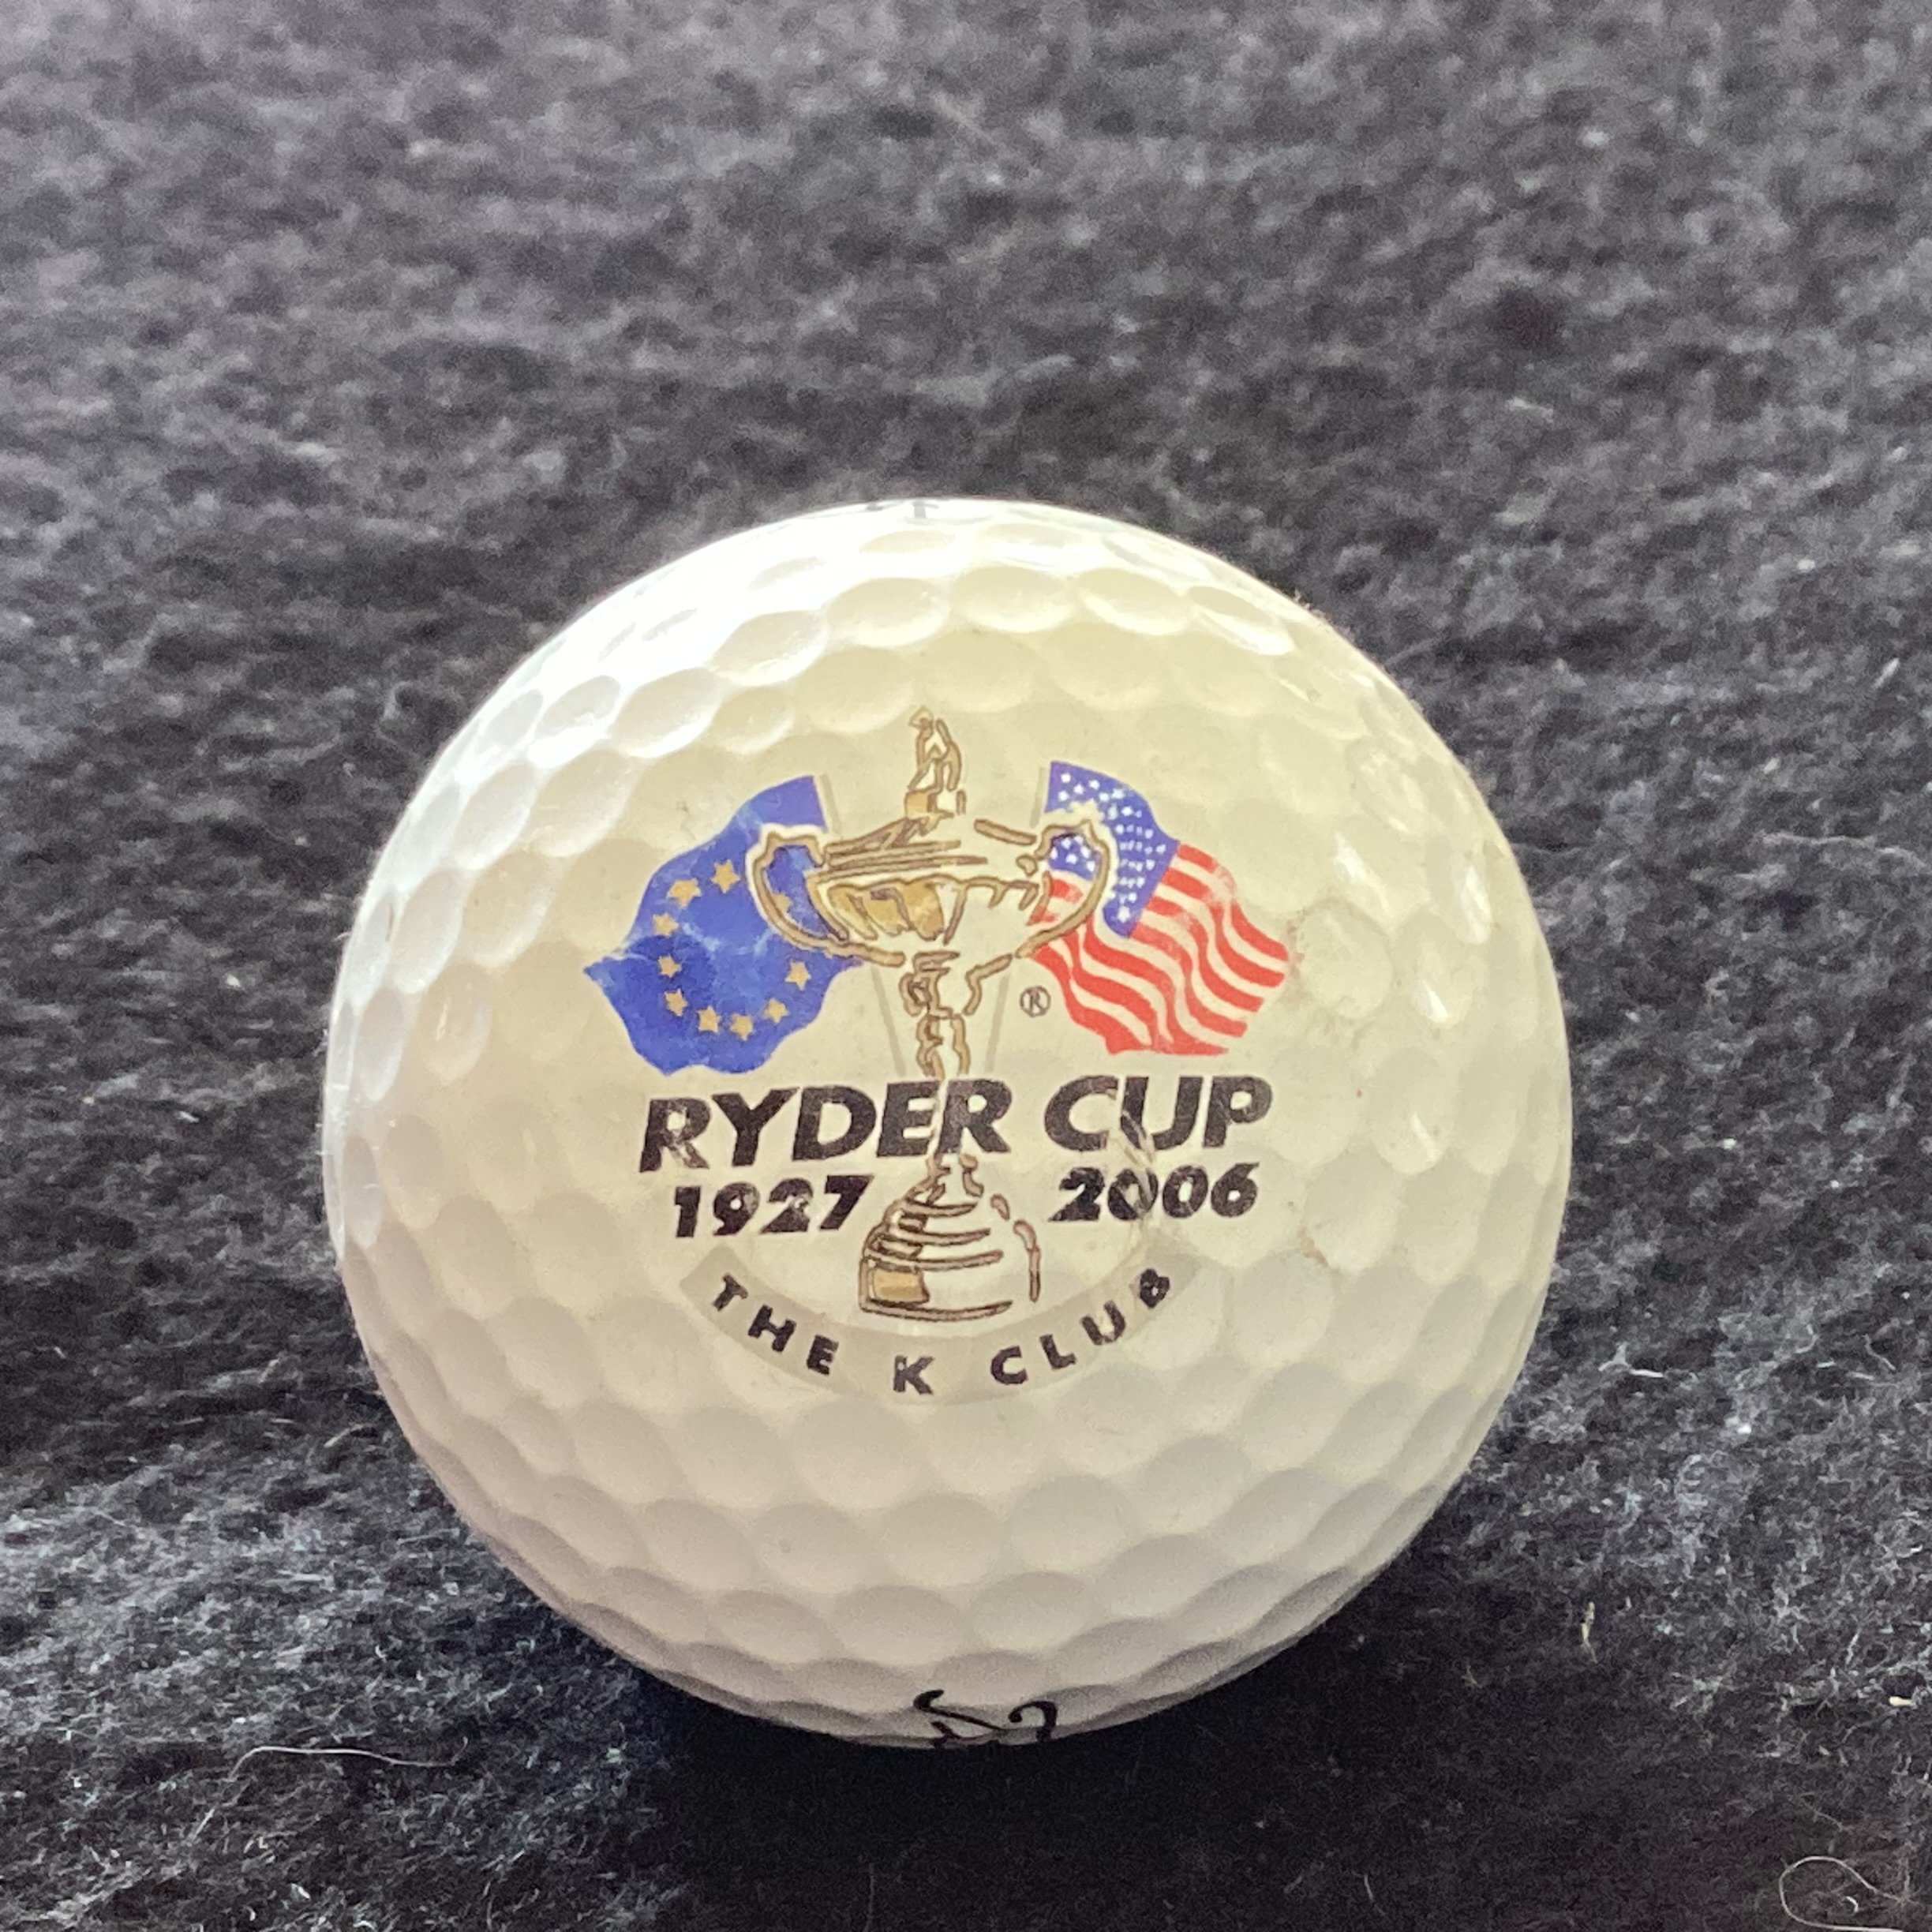 ®
RYDER CUP
1927 2006
THE K CLUB